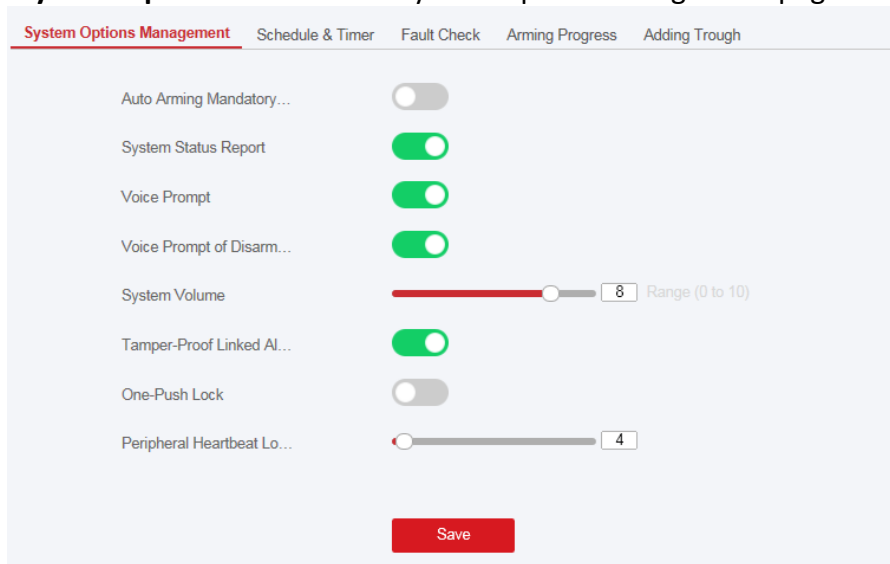 System Options Management Schedule & Timer Fault Check Arming Progress Adding Trough
Auto Arming Mandatory...
System Status Report
Voice Prompt
Voice Prompt of Disarm...
System Volume 8 Range (0 to 10)
Tamper-Proof Linked Al...
One-Push Lock
Peripheral Heartbeat Lo... 4
Save